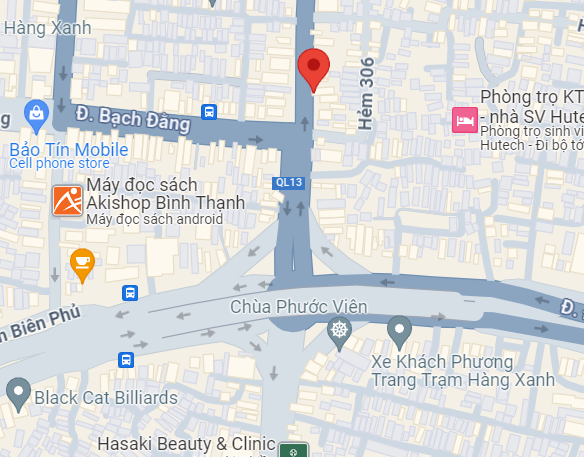 Hàng Xanh
Hẻm 306
Đ. Bạch Đằng
Phòng trọ KT
- nhà SV Hute
Phòng trọ sinh vi
Hutech - Đi bộ tớ
ng
Bảo Tín Mobile
Cell phone store
QL13
Máy đọc sách
Akishop Bình Thạnh
Máy đọc sách android
Chùa Phước Viên
Đ.
n Biên Phủ
Xe Khách Phương
Trang Trạm Hàng Xanh
Black Cat Billiards
Hasaki Beauty & Clinic